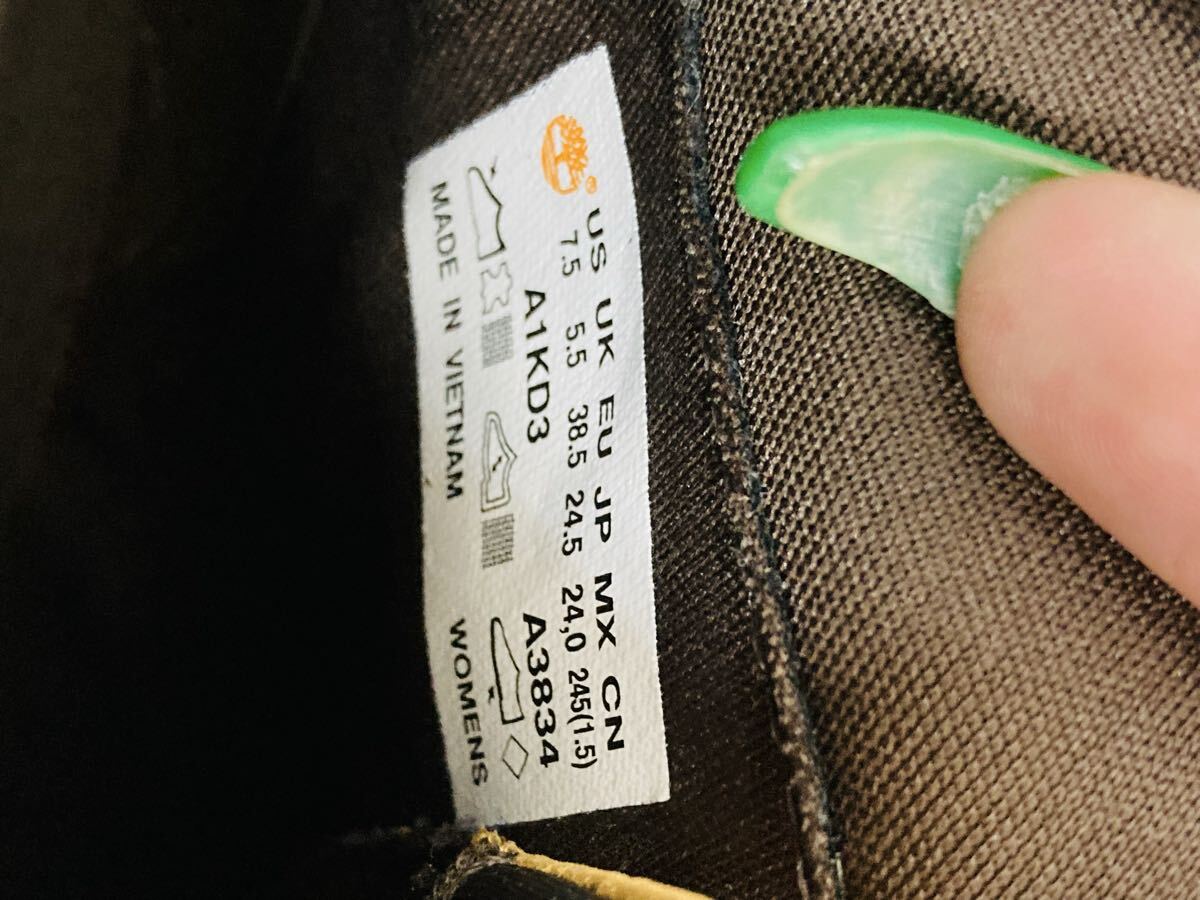 ®
US UK EU JP MX CN
7.5 5.5 38.5 24.5 24,0 245(1.5)
A1KD3 A3834
MADE IN VIETNAM WOMENS